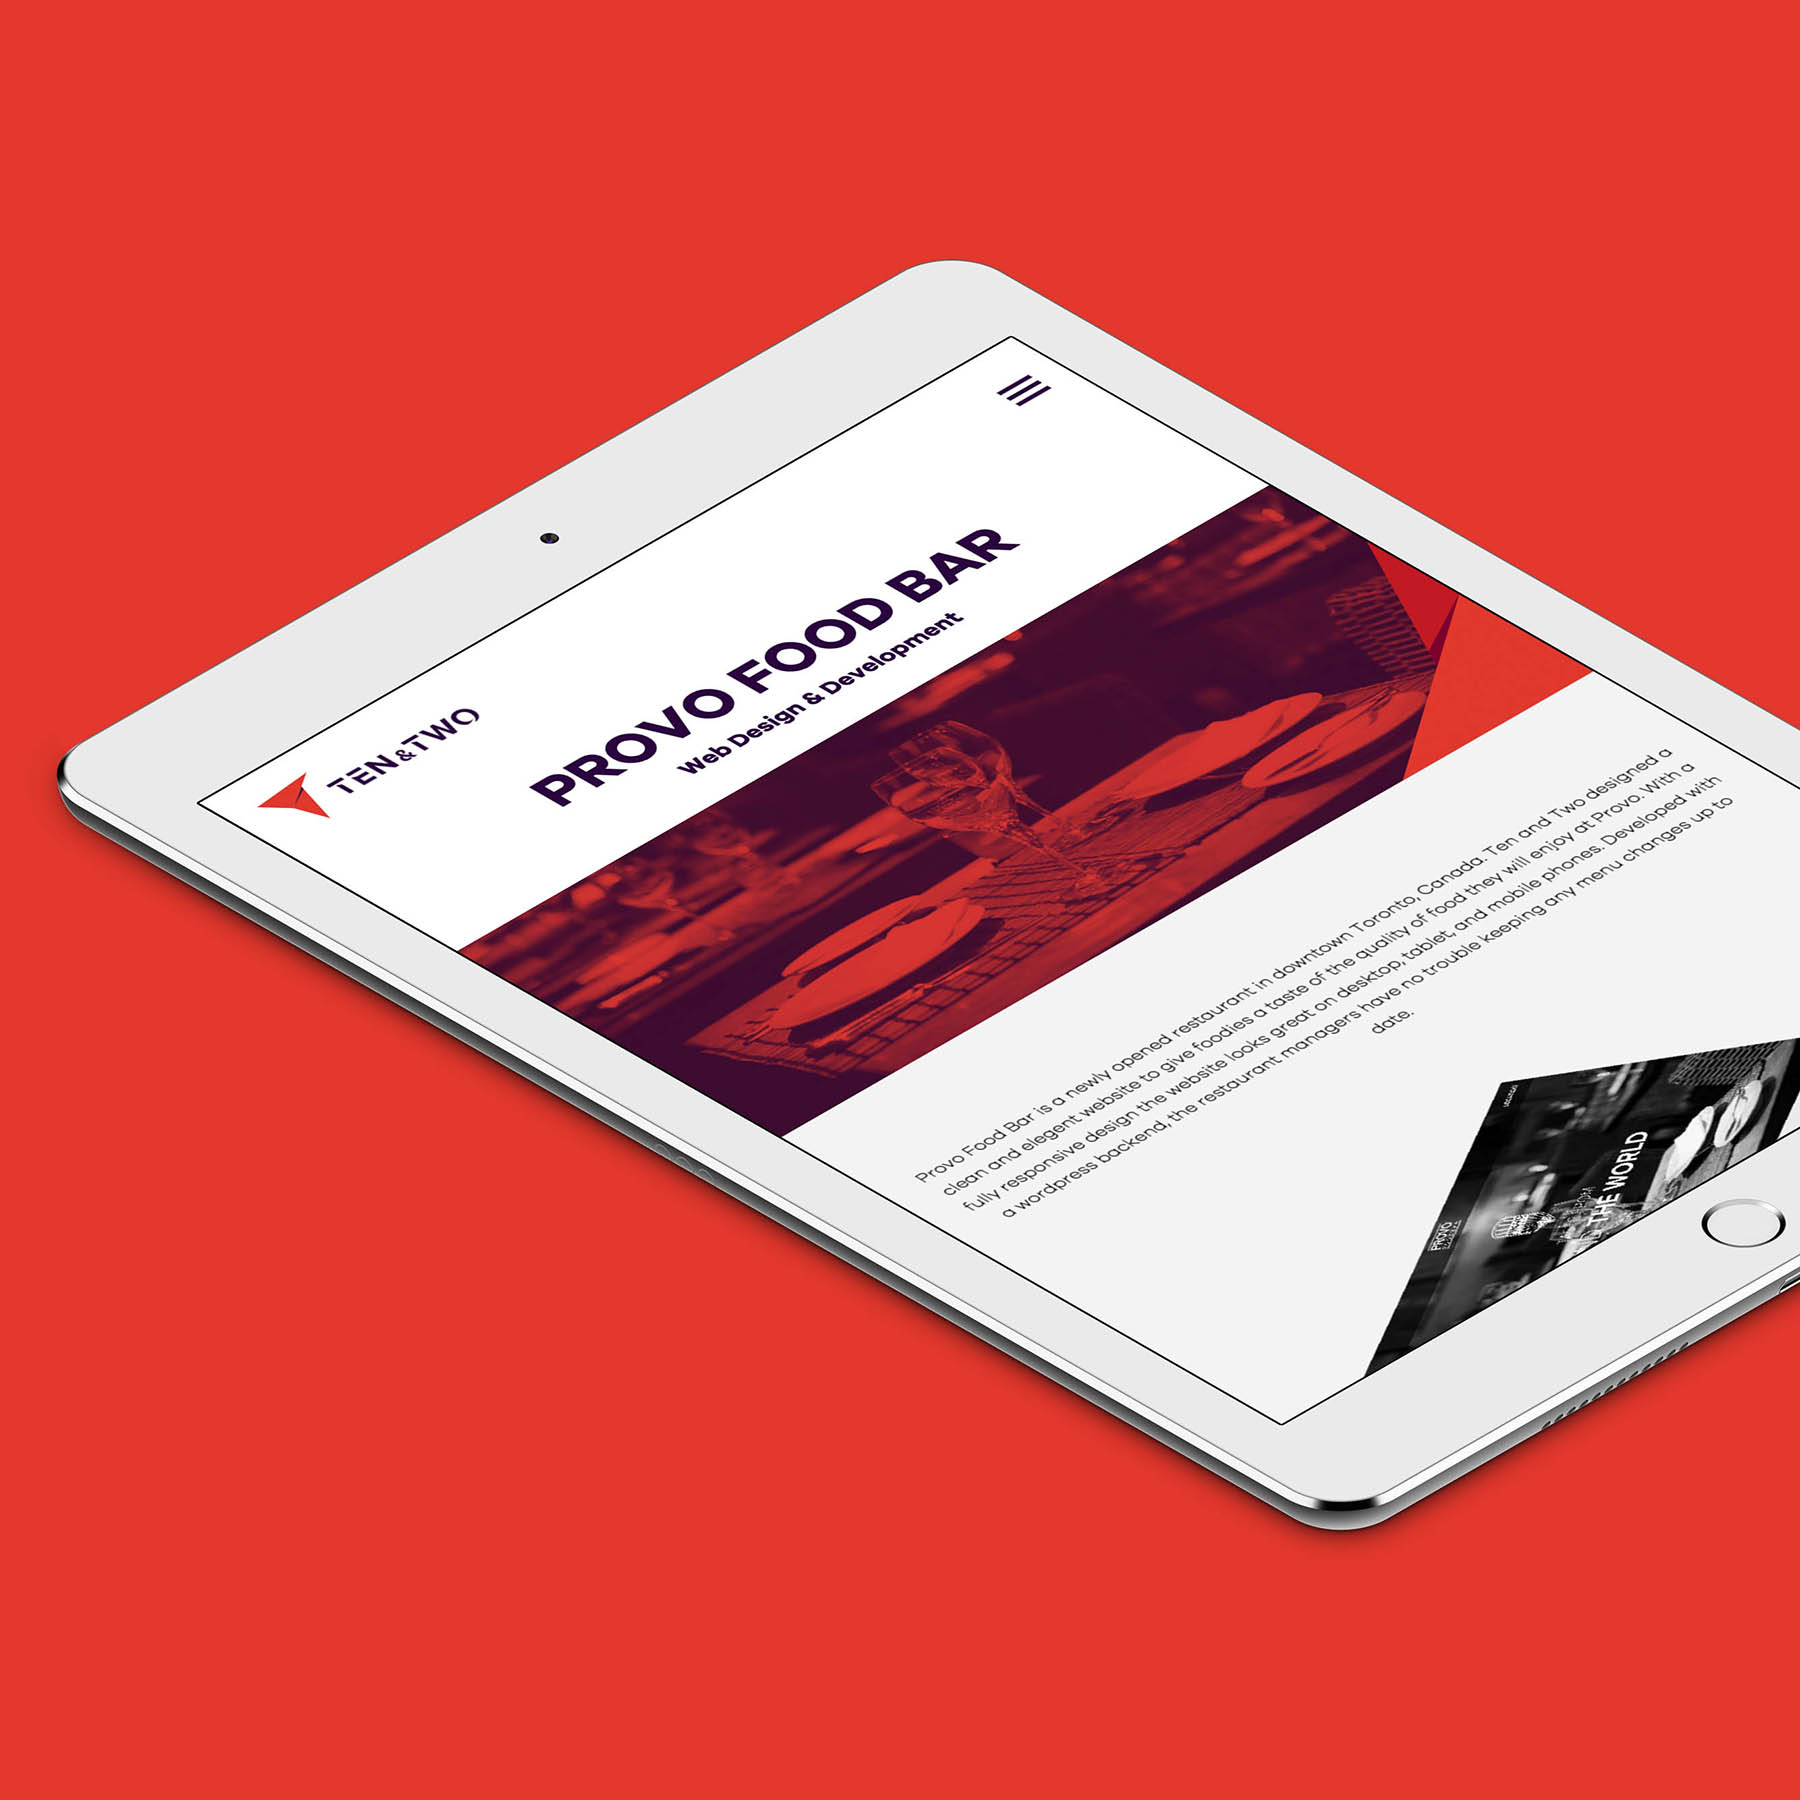 TEN & TWO
PROVO FOOD BAR
Web Design & Development
Provo Food Bar is a newly opened restaurant in downtown Toronto, Canada. Ten and Two designed a
clean and elegent website to give foodies a taste of the quality of food they will enjoy at Provo. With a
fully responsive design the website looks great on desktop, tablet, and mobile phones. Developed with
a wordpress backend, the restaurant managers have no trouble keeping any menu changes up to
date.
PROVO
THE WORLD